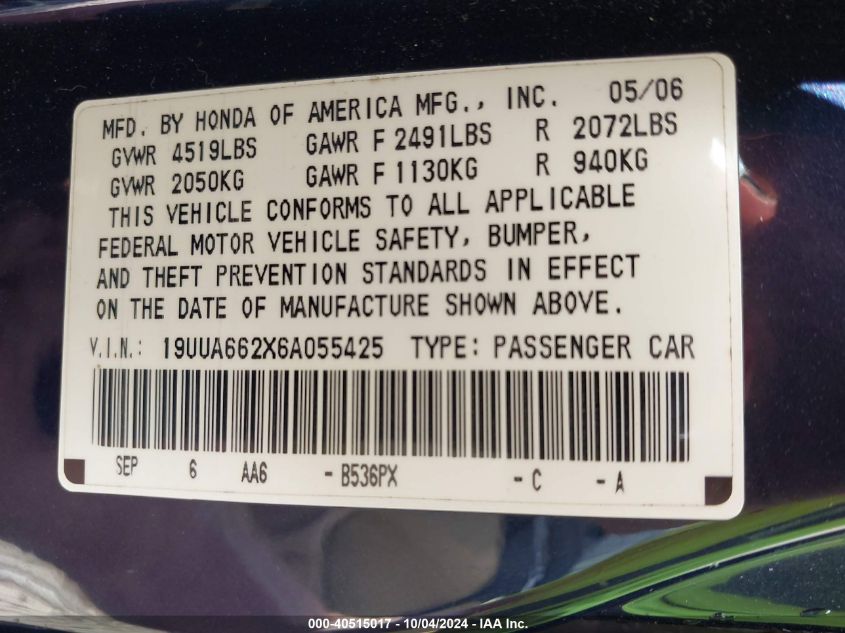 MFD. BY HONDA OF AMERICA MFG., INC. 05/06
GVWR 4519LBS GAWR F 2491LBS R 2072LBS
GVWR 2050KG GAWR F 1130KG R 940KG
THIS VEHICLE CONFORMS TO ALL APPLICABLE
FEDERAL MOTOR VEHICLE SAFETY, BUMPER,
AND THEFT PREVENTION STANDARDS IN EFFECT
ON THE DATE OF MANUFACTURE SHOWN ABOVE.
V.I.N.: 19UUA662X6A055425 TYPE: PASSENGER CAR
SEP 6 AA6 - B536PX - C - A
000-40515017 - 10/04/2024 - IAA Inc.